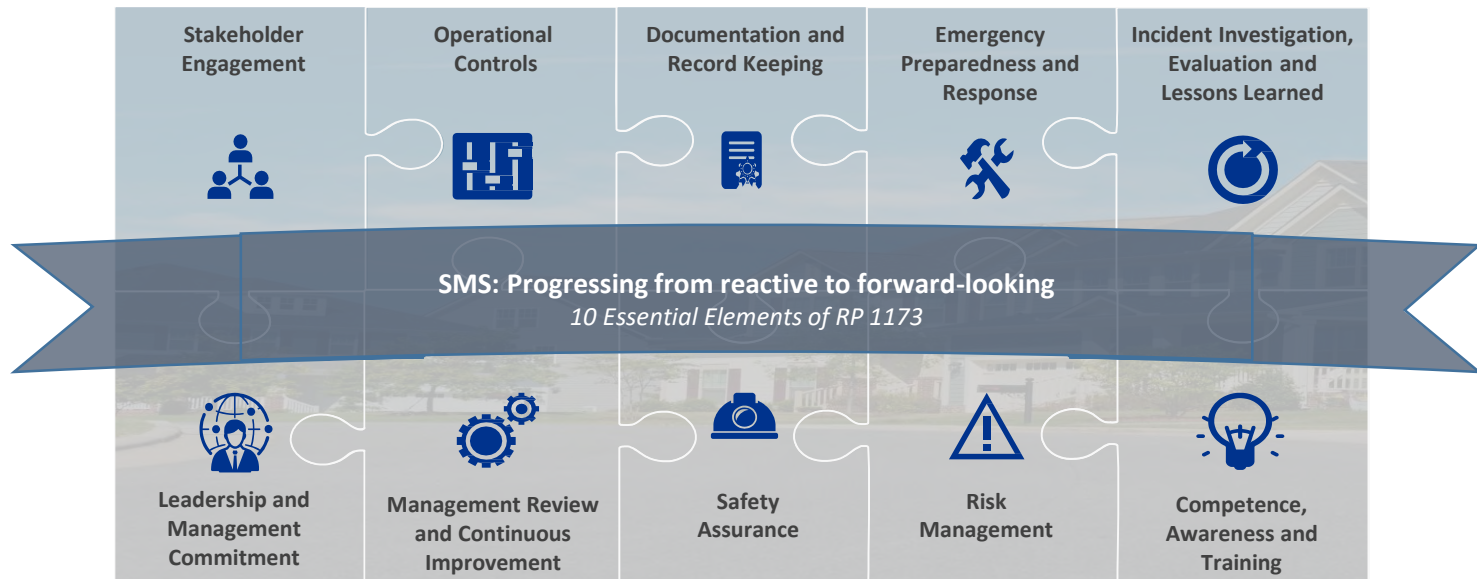 Stakeholder
Engagement
Operational
Controls
Documentation and
Record Keeping
Emergency
Preparedness and
Response
Incident Investigation,
Evaluation and
Lessons Learned
SMS: Progressing from reactive to forward-looking
10 Essential Elements of RP 1173
Leadership and
Management
Commitment
Management Review
and Continuous
Improvement
Safety
Assurance
Risk
Management
Competence,
Awareness and
Training